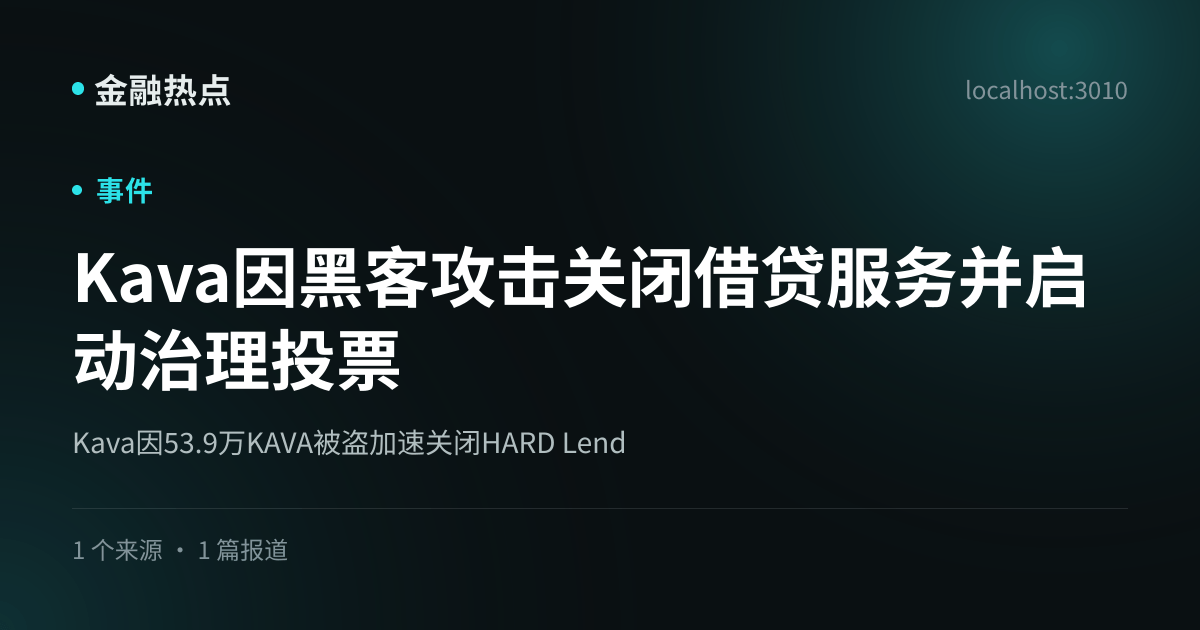 金融热点
localhost:3010
事件
Kava因黑客攻击关闭借贷服务并启
动治理投票
Kava因53.9万KAVA被盗加速关闭HARD Lend
1 个来源 · 1 篇报道